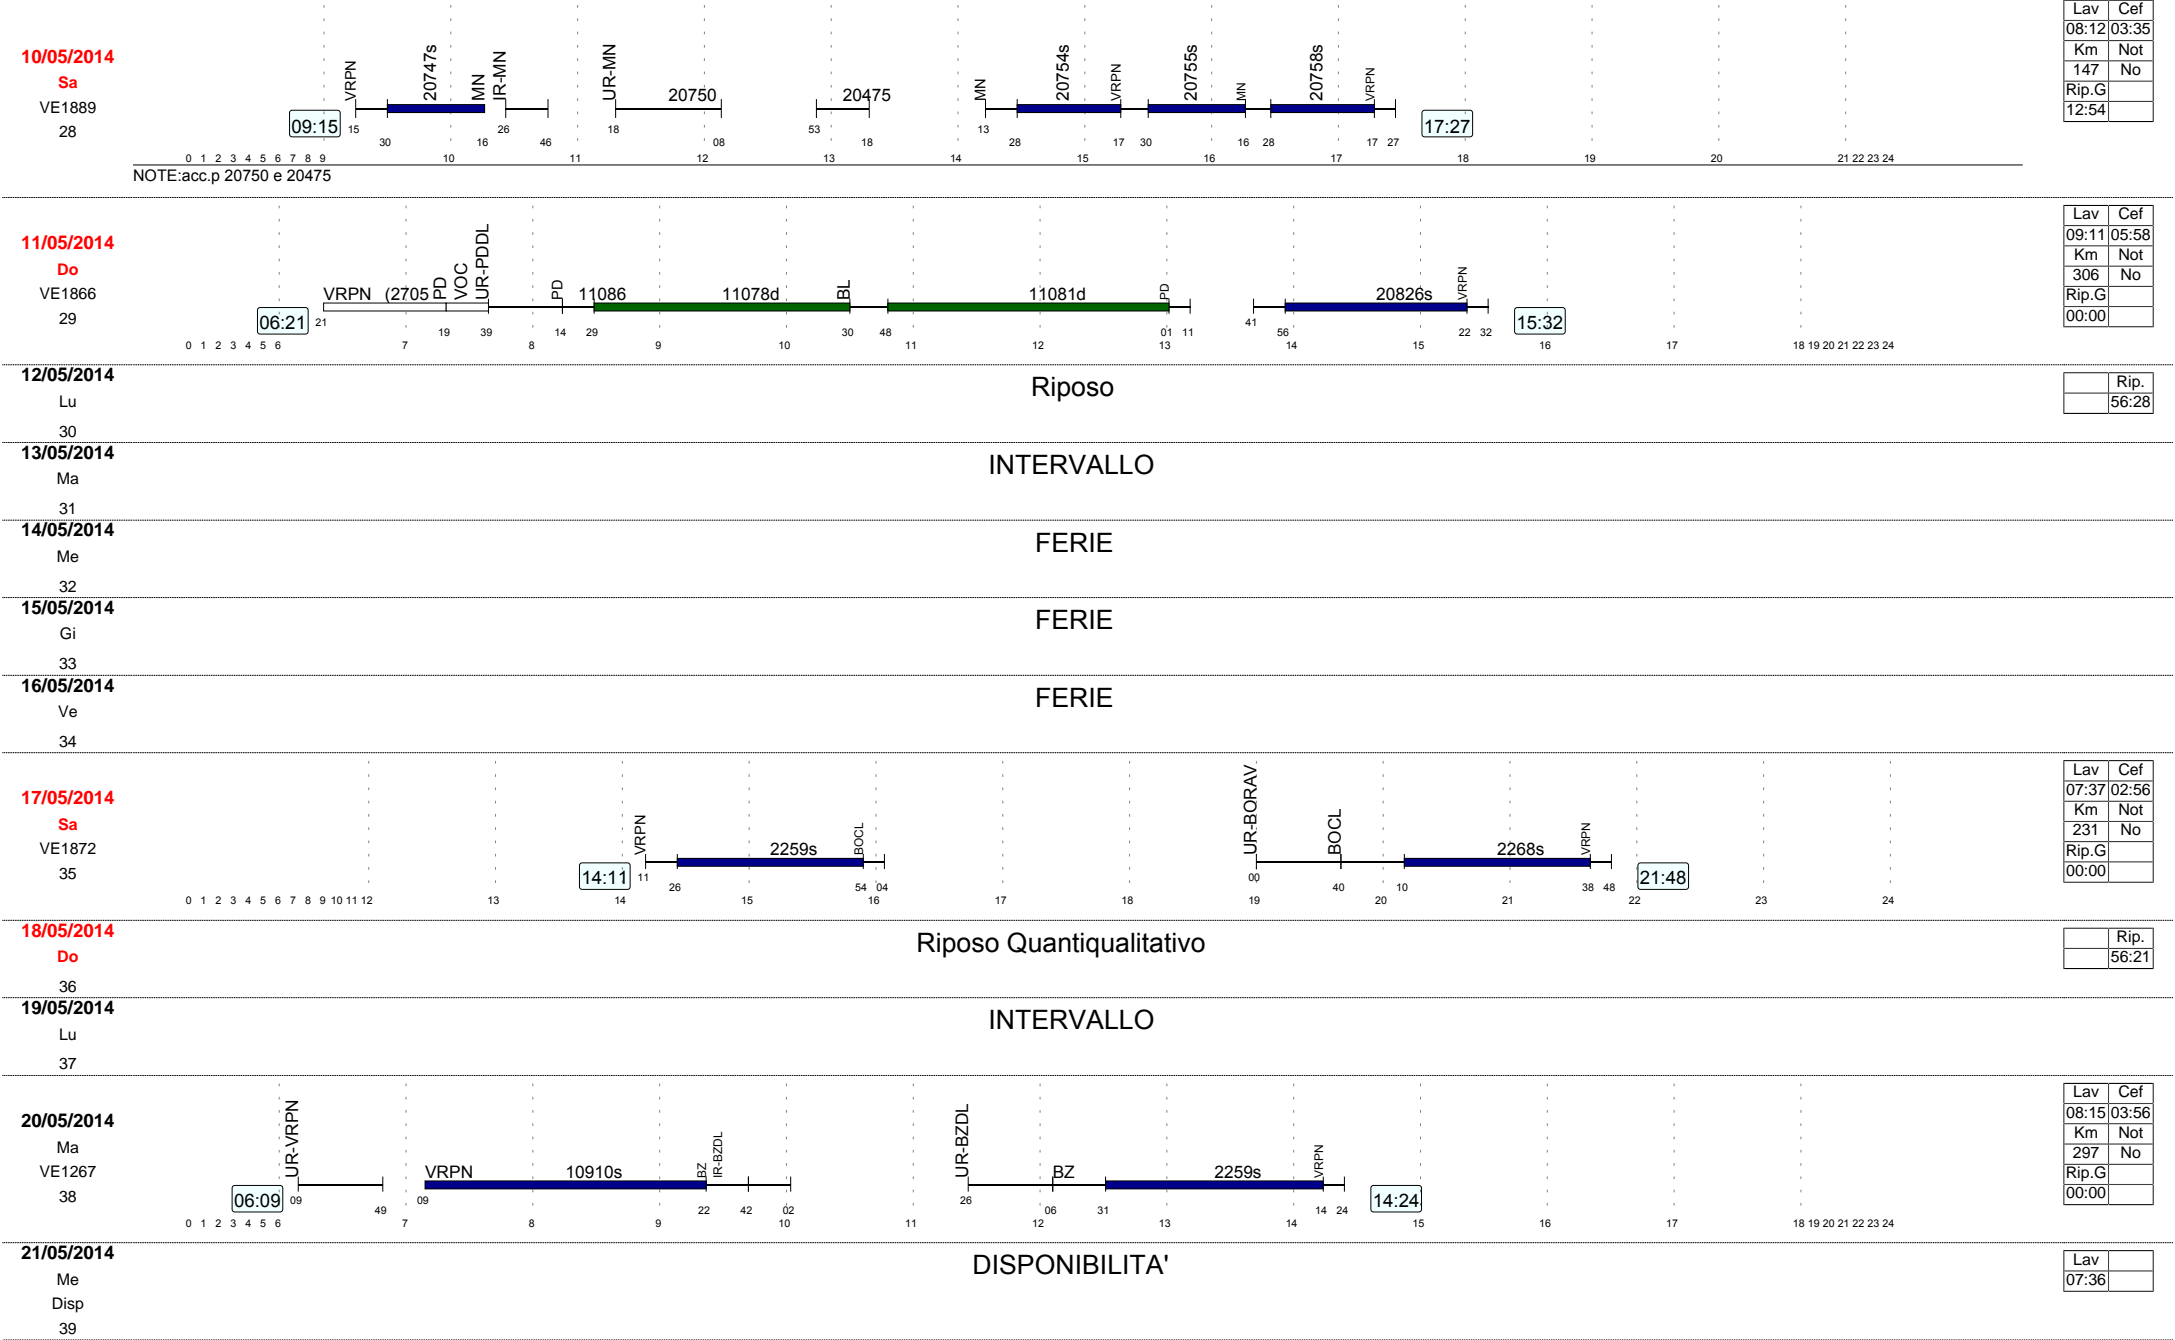 10/05/2014
Sa
VE1889
28
09:15
VRPN
20747s
MN
IR-MN
UR-MN
20750
20475
MN
20754s
VRPN
20755s
MN
20758s
VRPN
17:27
15 30 16 26 46 18 08 53 18 13 28 17 30 16 28 17 27
0 1 2 3 4 5 6 7 8 9 10 11 12 13 14 15 16 17 18 19 20 21 22 23 24
NOTE:acc.p 20750 e 20475
Lav Cef
08:12 03:35
Km Not
147 No
Rip.G
12:54
11/05/2014
Do
VE1866
29
06:21
VRPN (2705
PD
VOC
UR-PDDL
PD
11086
11078d
BL
11081d
PD
20826s
VRPN
15:32
21 19 39 14 29 30 48 01 11 41 56 22 32
0 1 2 3 4 5 6 7 8 9 10 11 12 13 14 15 16 17 18 19 20 21 22 23 24
Lav Cef
09:11 05:58
Km Not
306 No
Rip.G
00:00
12/05/2014
Lu
30
Riposo
Rip.
56:28
13/05/2014
Ma
31
INTERVALLO
14/05/2014
Me
32
FERIE
15/05/2014
Gi
33
FERIE
16/05/2014
Ve
34
FERIE
17/05/2014
Sa
VE1872
35
14:11
VRPN
2259s
BOCL
UR-BORAV
BOCL
2268s
VRPN
21:48
11 26 54 04 00 40 10 38 48
0 1 2 3 4 5 6 7 8 9 10 11 12 13 14 15 16 17 18 19 20 21 22 23 24
Lav Cef
07:37 02:56
Km Not
231 No
Rip.G
00:00
18/05/2014
Do
36
Riposo Quantiqualitativo
Rip.
56:21
19/05/2014
Lu
37
INTERVALLO
20/05/2014
Ma
VE1267
38
06:09
UR-VRPN
VRPN
10910s
BZ
IR-BZDL
UR-BZDL
BZ
2259s
VRPN
14:24
09 49 09 22 42 02 26 06 31 14 24
0 1 2 3 4 5 6 7 8 9 10 11 12 13 14 15 16 17 18 19 20 21 22 23 24
Lav Cef
08:15 03:56
Km Not
297 No
Rip.G
00:00
21/05/2014
Me
Disp
39
DISPONIBILITA'
Lav
07:36